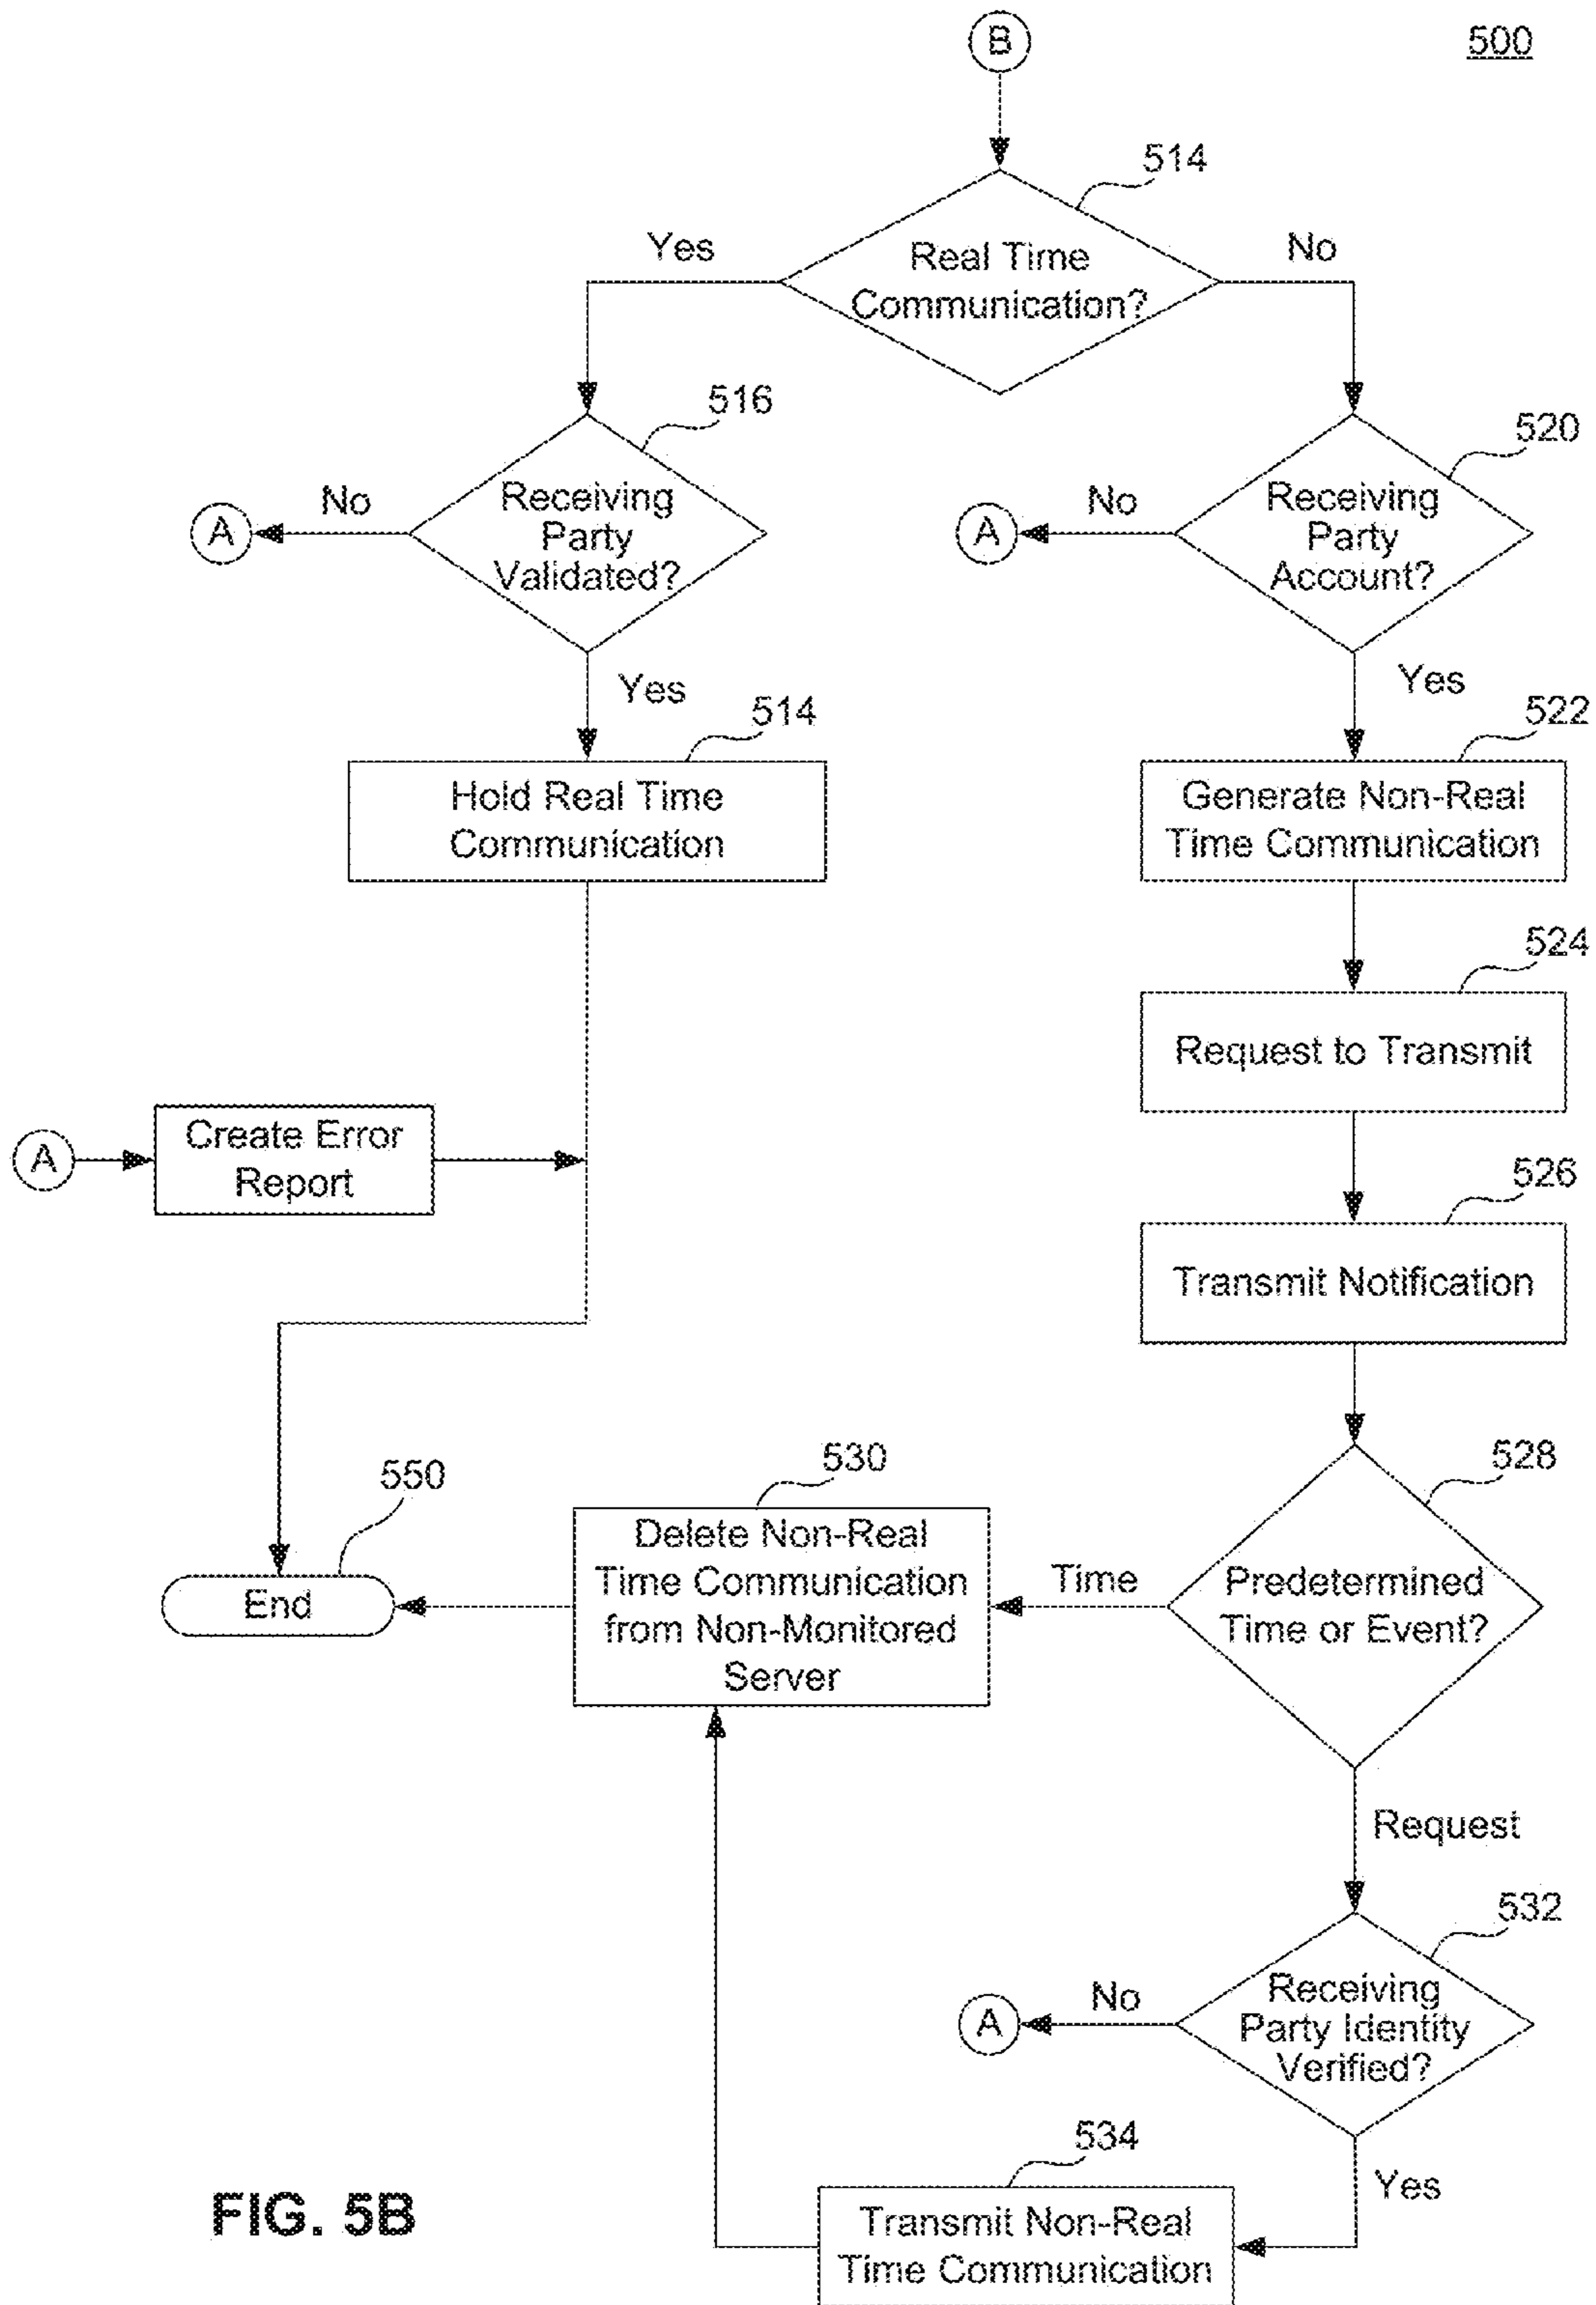 B
500
514
Yes
Real Time
Communication?
No
516
520
A
No
Receiving
Party
Validated?
A
No
Receiving
Party
Account?
Yes
Yes
514
522
Hold Real Time
Communication
Generate Non-Real
Time Communication
524
Request to Transmit
A
Create Error
Report
526
Transmit Notification
528
550
530
End
Delete Non-Real
Time Communication
from Non-Monitored
Server
Time
Predetermined
Time or Event?
Request
532
A
No
Receiving
Party Identity
Verified?
534
Yes
Transmit Non-Real
Time Communication
FIG. 5B